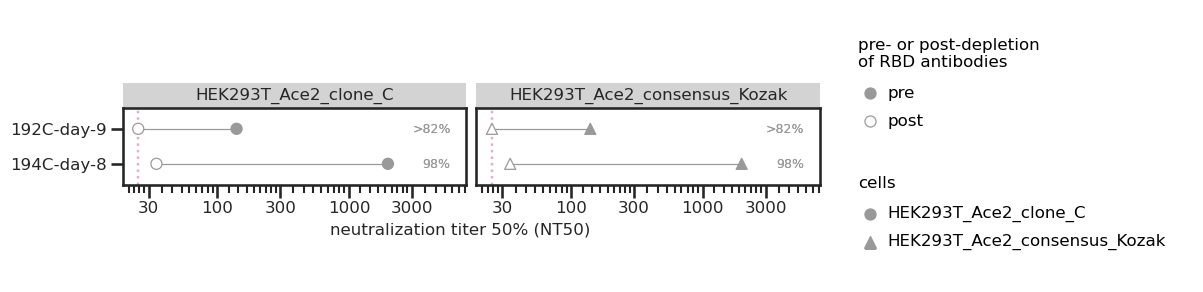 pre- or post-depletion
of RBD antibodies
HEK293T_Ace2_clone_C
HEK293T_Ace2_consensus_Kozak
pre
192C-day-9
>82%
>82%
post
194C-day-8
98%
98%
cells
30 100 300 1000 3000
30 100 300 1000 3000
HEK293T_Ace2_clone_C
neutralization titer 50% (NT50)
HEK293T_Ace2_consensus_Kozak